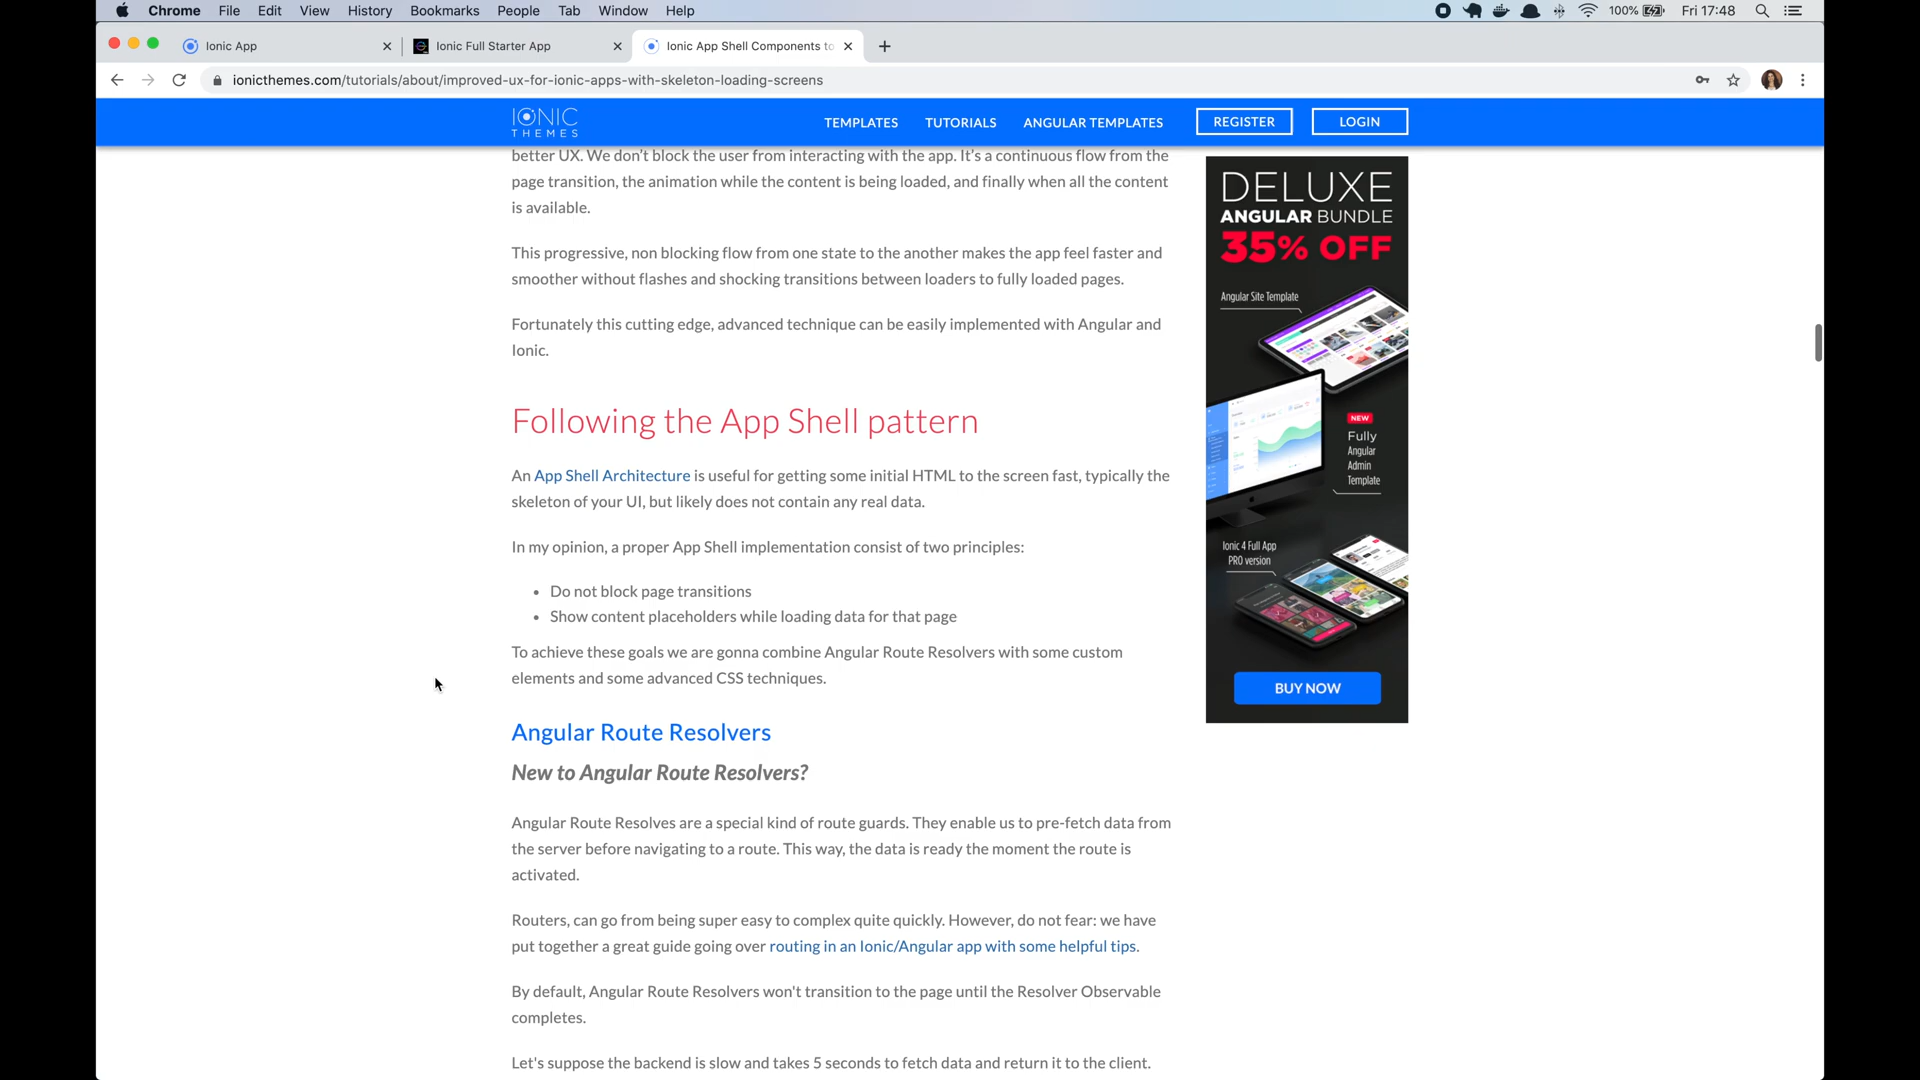 Chrome File Edit View History Bookmarks People Tab Window Help 100% Fri 17:48
Ionic App Ionic Full Starter App Ionic App Shell Components to
ionicthemes.com/tutorials/about/improved-ux-for-ionic-apps-with-skeleton-loading-screens
IONIC
THEMES
TEMPLATES TUTORIALS ANGULAR TEMPLATES REGISTER LOGIN
better UX. We don't block the user from interacting with the app. It's a continuous flow from the
page transition, the animation while the content is being loaded, and finally when all the content
is available.
This progressive, non blocking flow from one state to the another makes the app feel faster and
smoother without flashes and shocking transitions between loaders to fully loaded pages.
Fortunately this cutting edge, advanced technique can be easily implemented with Angular and
Ionic.
Following the App Shell pattern
An App Shell Architecture is useful for getting some initial HTML to the screen fast, typically the
skeleton of your UI, but likely does not contain any real data.
In my opinion, a proper App Shell implementation consist of two principles:
• Do not block page transitions
• Show content placeholders while loading data for that page
To achieve these goals we are gonna combine Angular Route Resolvers with some custom
elements and some advanced CSS techniques.
Angular Route Resolvers
New to Angular Route Resolvers?
Angular Route Resolves are a special kind of route guards. They enable us to pre-fetch data from
the server before navigating to a route. This way, the data is ready the moment the route is
activated.
Routers, can go from being super easy to complex quite quickly. However, do not fear: we have
put together a great guide going over routing in an Ionic/Angular app with some helpful tips.
By default, Angular Route Resolvers won't transition to the page until the Resolver Observable
completes.
Let's suppose the backend is slow and takes 5 seconds to fetch data and return it to the client.
DELUXE
ANGULAR BUNDLE
35% OFF
Angular Site Template
NEW
Fully
Angular
Admin
Template
Ionic 4 Full App
PRO version
BUY NOW